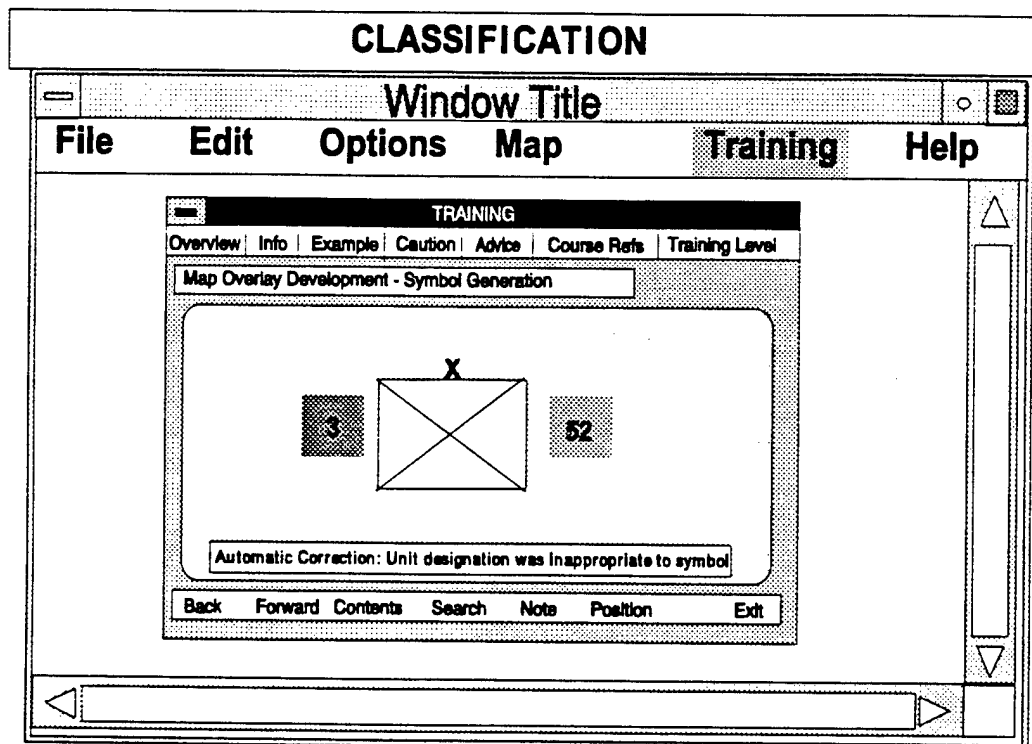 CLASSIFICATION
Window Title
File Edit Options Map Training Help
TRAINING
Overview Info Example Caution Advice Course Refs Training Level
Map Overlay Development - Symbol Generation
X
3 52
Automatic Correction: Unit designation was inappropriate to symbol
Back Forward Contents Search Note Position Exit